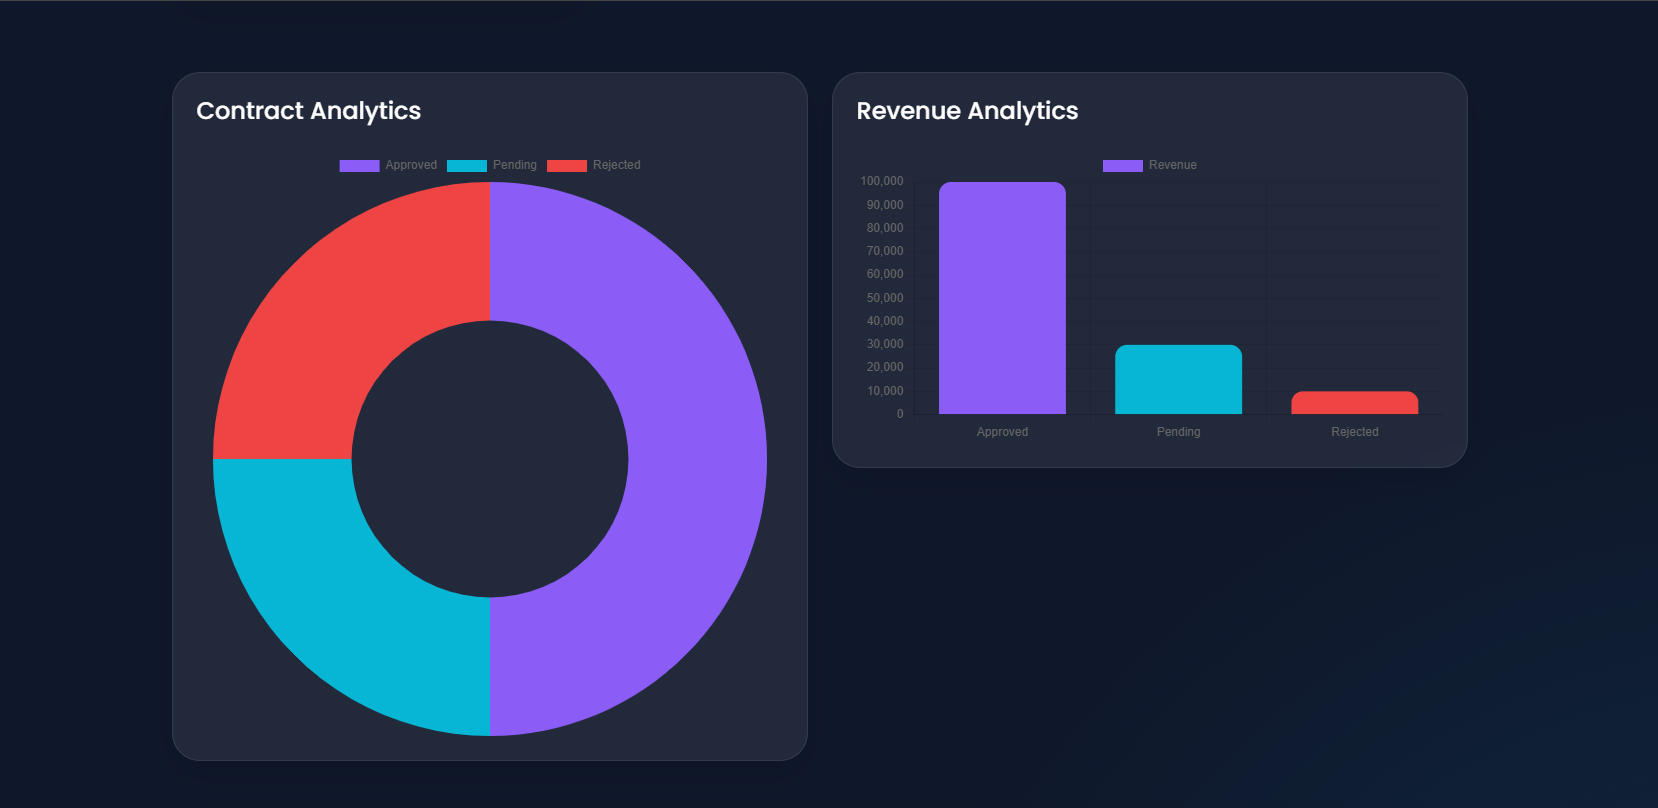 Contract Analytics
Approved Pending Rejected
Revenue Analytics
Revenue
100,000
90,000
80,000
70,000
60,000
50,000
40,000
30,000
20,000
10,000
0
Approved Pending Rejected